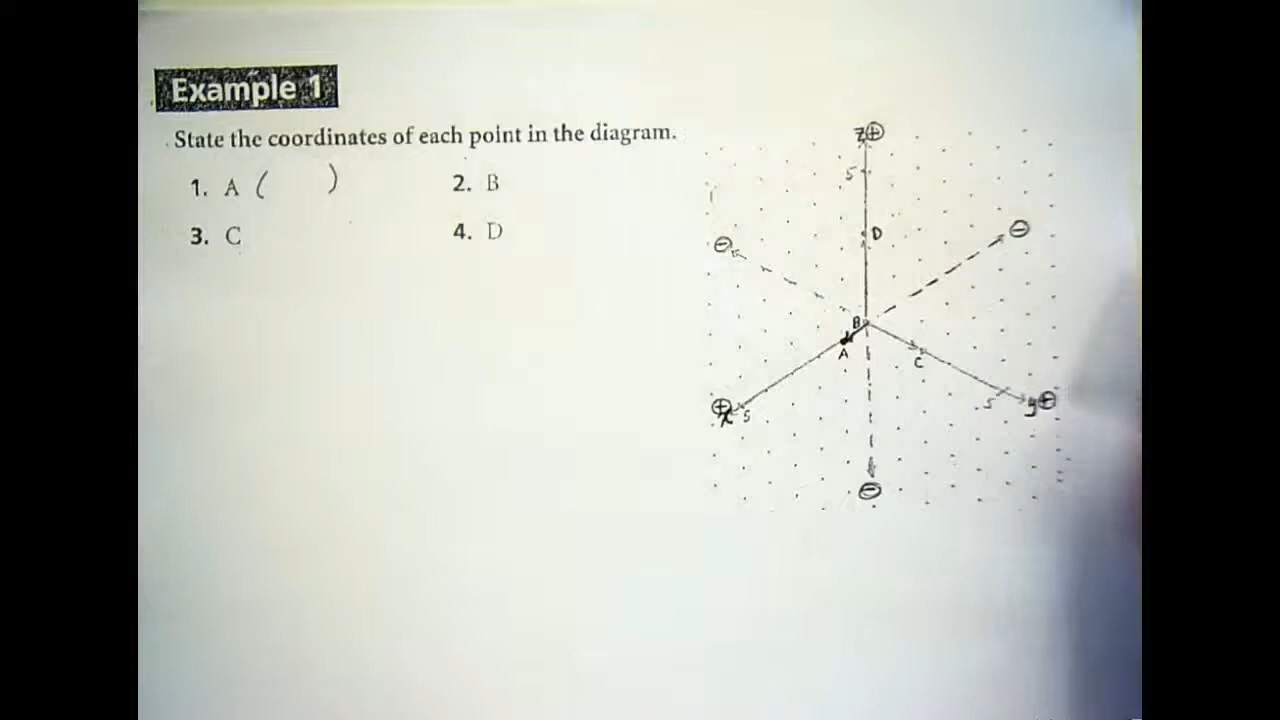 Example 1
State the coordinates of each point in the diagram.
1. A ( )
2. B
3. C
4. D
z +
5
D
−
−
B
A
C
+ x 5
5 y +
−